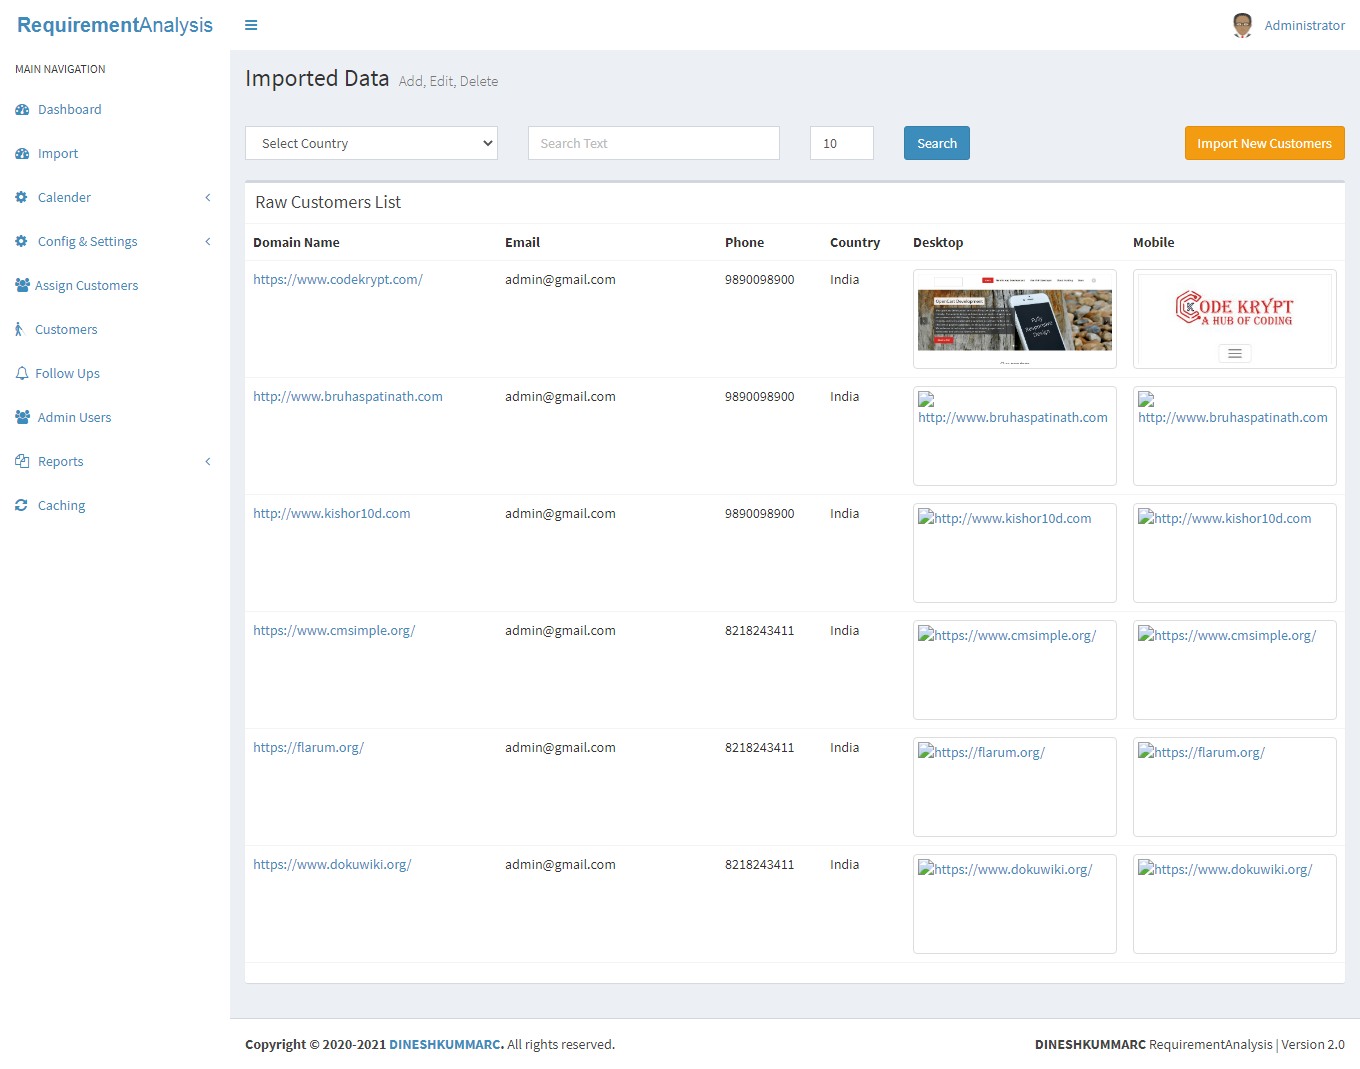 RequirementAnalysis
Administrator
MAIN NAVIGATION
Dashboard
Import
Calender
Config & Settings
Assign Customers
Customers
Follow Ups
Admin Users
Reports
Caching
Imported Data Add, Edit, Delete
Select Country Search Text 10 Search Import New Customers
Raw Customers List
Domain Name Email Phone Country Desktop Mobile
https://www.codekrypt.com/ admin@gmail.com 9890098900 India
OpenCart Development
Fully
Responsive
Design
CODE KRYPT
A HUB OF CODING
http://www.bruhaspatinath.com admin@gmail.com 9890098900 India
http://www.bruhaspatinath.com http://www.bruhaspatinath.com
http://www.kishor10d.com admin@gmail.com 9890098900 India http://www.kishor10d.com http://www.kishor10d.com
https://www.cmsimple.org/ admin@gmail.com 8218243411 India https://www.cmsimple.org/ https://www.cmsimple.org/
https://flarum.org/ admin@gmail.com 8218243411 India https://flarum.org/ https://flarum.org/
https://www.dokuwiki.org/ admin@gmail.com 8218243411 India https://www.dokuwiki.org/ https://www.dokuwiki.org/
Copyright © 2020-2021 DINESHKUMMARC. All rights reserved.
DINESHKUMMARC RequirementAnalysis | Version 2.0